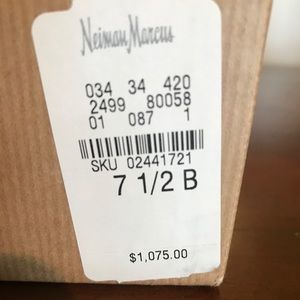 Neiman Marcus
034 34 420
2499 80058
01 087 1
SKU 02441721
7 1/2 B
$1,075.00